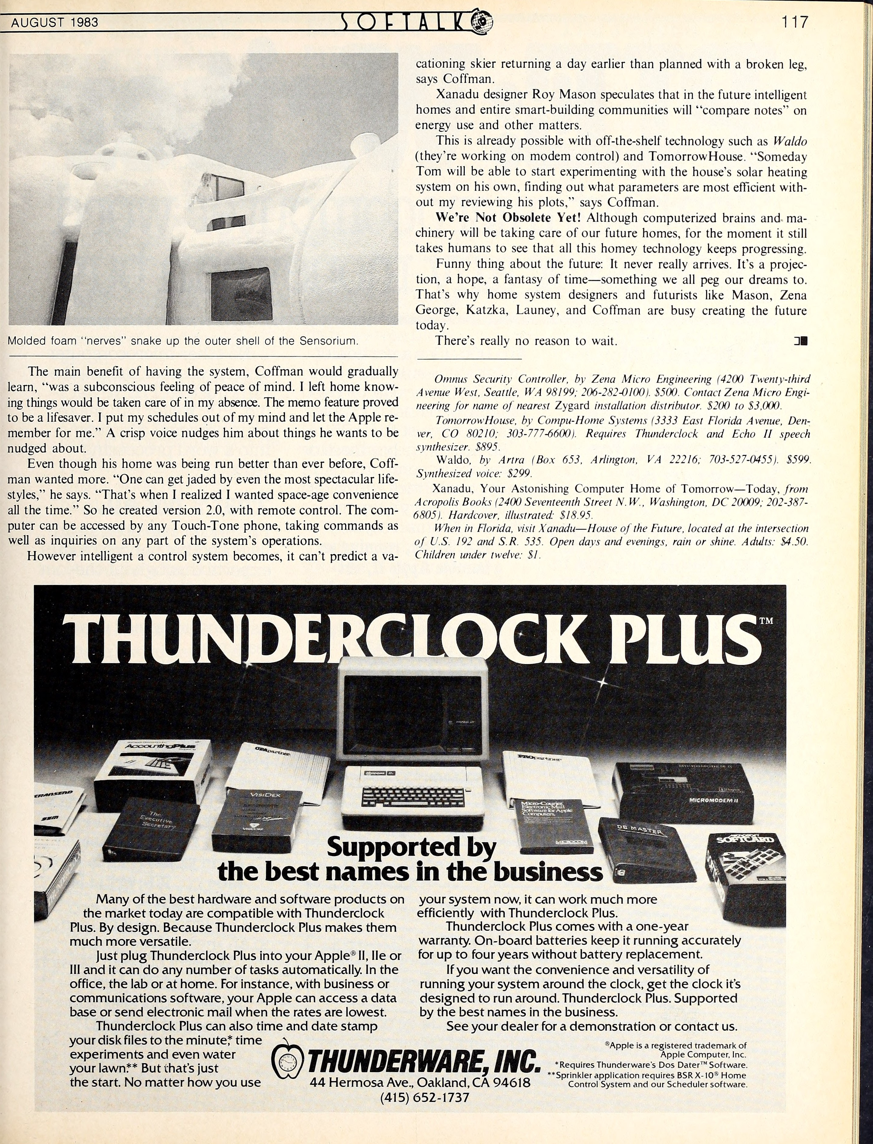 AUGUST 1983
SOFTALK
117
Molded foam "nerves" snake up the outer shell of the Sensorium.
The main benefit of having the system, Coffman would gradually
learn, "was a subconscious feeling of peace of mind. I left home know-
ing things would be taken care of in my absence. The memo feature proved
to be a lifesaver. I put my schedules out of my mind and let the Apple re-
member for me." A crisp voice nudges him about things he wants to be
nudged about.
Even though his home was being run better than ever before, Coff-
man wanted more. "One can get jaded by even the most spectacular life-
styles," he says. "That's when I realized I wanted space-age convenience
all the time." So he created version 2.0, with remote control. The com-
puter can be accessed by any Touch-Tone phone, taking commands as
well as inquiries on any part of the system's operations.
However intelligent a control system becomes, it can't predict a va-
cationing skier returning a day earlier than planned with a broken leg,
says Coffman.
Xanadu designer Roy Mason speculates that in the future intelligent
homes and entire smart-building communities will "compare notes" on
energy use and other matters.
This is already possible with off-the-shelf technology such as Waldo
(they're working on modem control) and TomorrowHouse. "Someday
Tom will be able to start experimenting with the house's solar heating
system on his own, finding out what parameters are most efficient with-
out my reviewing his plots," says Coffman.
We're Not Obsolete Yet! Although computerized brains and ma-
chinery will be taking care of our future homes, for the moment it still
takes humans to see that all this homey technology keeps progressing.
Funny thing about the future: It never really arrives. It's a projec-
tion, a hope, a fantasy of time—something we all peg our dreams to.
That's why home system designers and futurists like Mason, Zena
George, Katzka, Launey, and Coffman are busy creating the future
today.
There's really no reason to wait.
Omnus Security Controller, by Zena Micro Engineering (4200 Twenty-third
Avenue West, Seattle, WA 98199; 206-282-0100). $500. Contact Zena Micro Engi-
neering for name of nearest Zygard installation distributor. $200 to $3,000.
TomorrowHouse, by Compu-Home Systems (3333 East Florida Avenue, Den-
ver, CO 80210; 303-777-6600). Requires Thunderclock and Echo II speech
synthesizer. $895.
Waldo, by Artra (Box 653, Arlington, VA 22216; 703-527-0455). $599.
Synthesized voice: $299.
Xanadu, Your Astonishing Computer Home of Tomorrow—Today, from
Acropolis Books (2400 Seventeenth Street N.W., Washington, DC 20009; 202-387-
6805). Hardcover, illustrated: $18.95.
When in Florida, visit Xanadu—House of the Future, located at the intersection
of U.S. 192 and S.R. 535. Open days and evenings, rain or shine. Adults: $4.50.
Children under twelve: $1.
THUNDERCLOCK PLUS™
AccountingPlus
The
Executive
Secretary
VisiDex
Micro-Courier
Electronic Mail
Software for Apple
Computers
MICROMODEM II
MICROMODEM II
DB MASTER
SOFTCARD
TRANSEND
SSM
Supported by
the best names in the business
Many of the best hardware and software products on
the market today are compatible with Thunderclock
Plus. By design. Because Thunderclock Plus makes them
much more versatile.
Just plug Thunderclock Plus into your Apple® II, IIe or
III and it can do any number of tasks automatically. In the
office, the lab or at home. For instance, with business or
communications software, your Apple can access a data
base or send electronic mail when the rates are lowest.
Thunderclock Plus can also time and date stamp
your disk files to the minute,* time
experiments and even water
your lawn.** But that's just
the start. No matter how you use
your system now, it can work much more
efficiently with Thunderclock Plus.
Thunderclock Plus comes with a one-year
warranty. On-board batteries keep it running accurately
for up to four years without battery replacement.
If you want the convenience and versatility of
running your system around the clock, get the clock it's
designed to run around. Thunderclock Plus. Supported
by the best names in the business.
See your dealer for a demonstration or contact us.
THUNDERWARE, INC.
44 Hermosa Ave., Oakland, CA 94618
(415) 652-1737
®Apple is a registered trademark of
Apple Computer, Inc.
*Requires Thunderware's Dos Dater™ Software.
**Sprinkler application requires BSR X-10® Home
Control System and our Scheduler software.